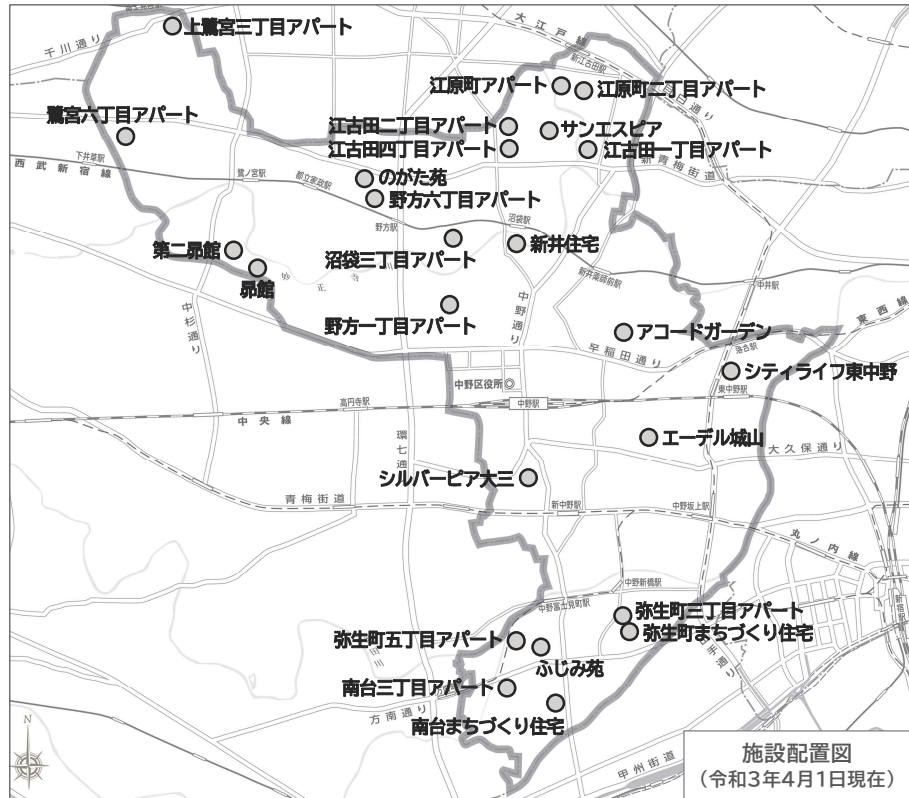 上鷺宮三丁目アパート
千川通り
大江戸線
新江古田駅
目白通り
江原町アパート
江原町二丁目アパート
鷺宮六丁目アパート
江古田二丁目アパート
サンエスピア
江古田四丁目アパート
江古田一丁目アパート
新青梅街道
西武新宿線
下井草駅
鷺ノ宮駅
都立家政駅
のがた苑
野方六丁目アパート
野方駅
沼袋駅
第二昴館
昴館
妙正寺川
沼袋三丁目アパート
新井住宅
新井薬師前駅
中井駅
中杉通り
野方一丁目アパート
中野通り
アコードガーデン
早稲田通り
東西線
落合駅
シティライフ東中野
東中野駅
中野区役所
高円寺駅
中野駅
中央線
環七通り
エーデル城山
大久保通り
シルバーピア大三
青梅街道
新中野駅
中野坂上駅
丸ノ内線
新宿駅
中野新橋駅
中野富士見町駅
弥生町三丁目アパート
弥生町まちづくり住宅
弥生町五丁目アパート
ふじみ苑
山手通り
南台三丁目アパート
方南通り
南台まちづくり住宅
甲州街道
N
施設配置図
(令和3年4月1日現在)